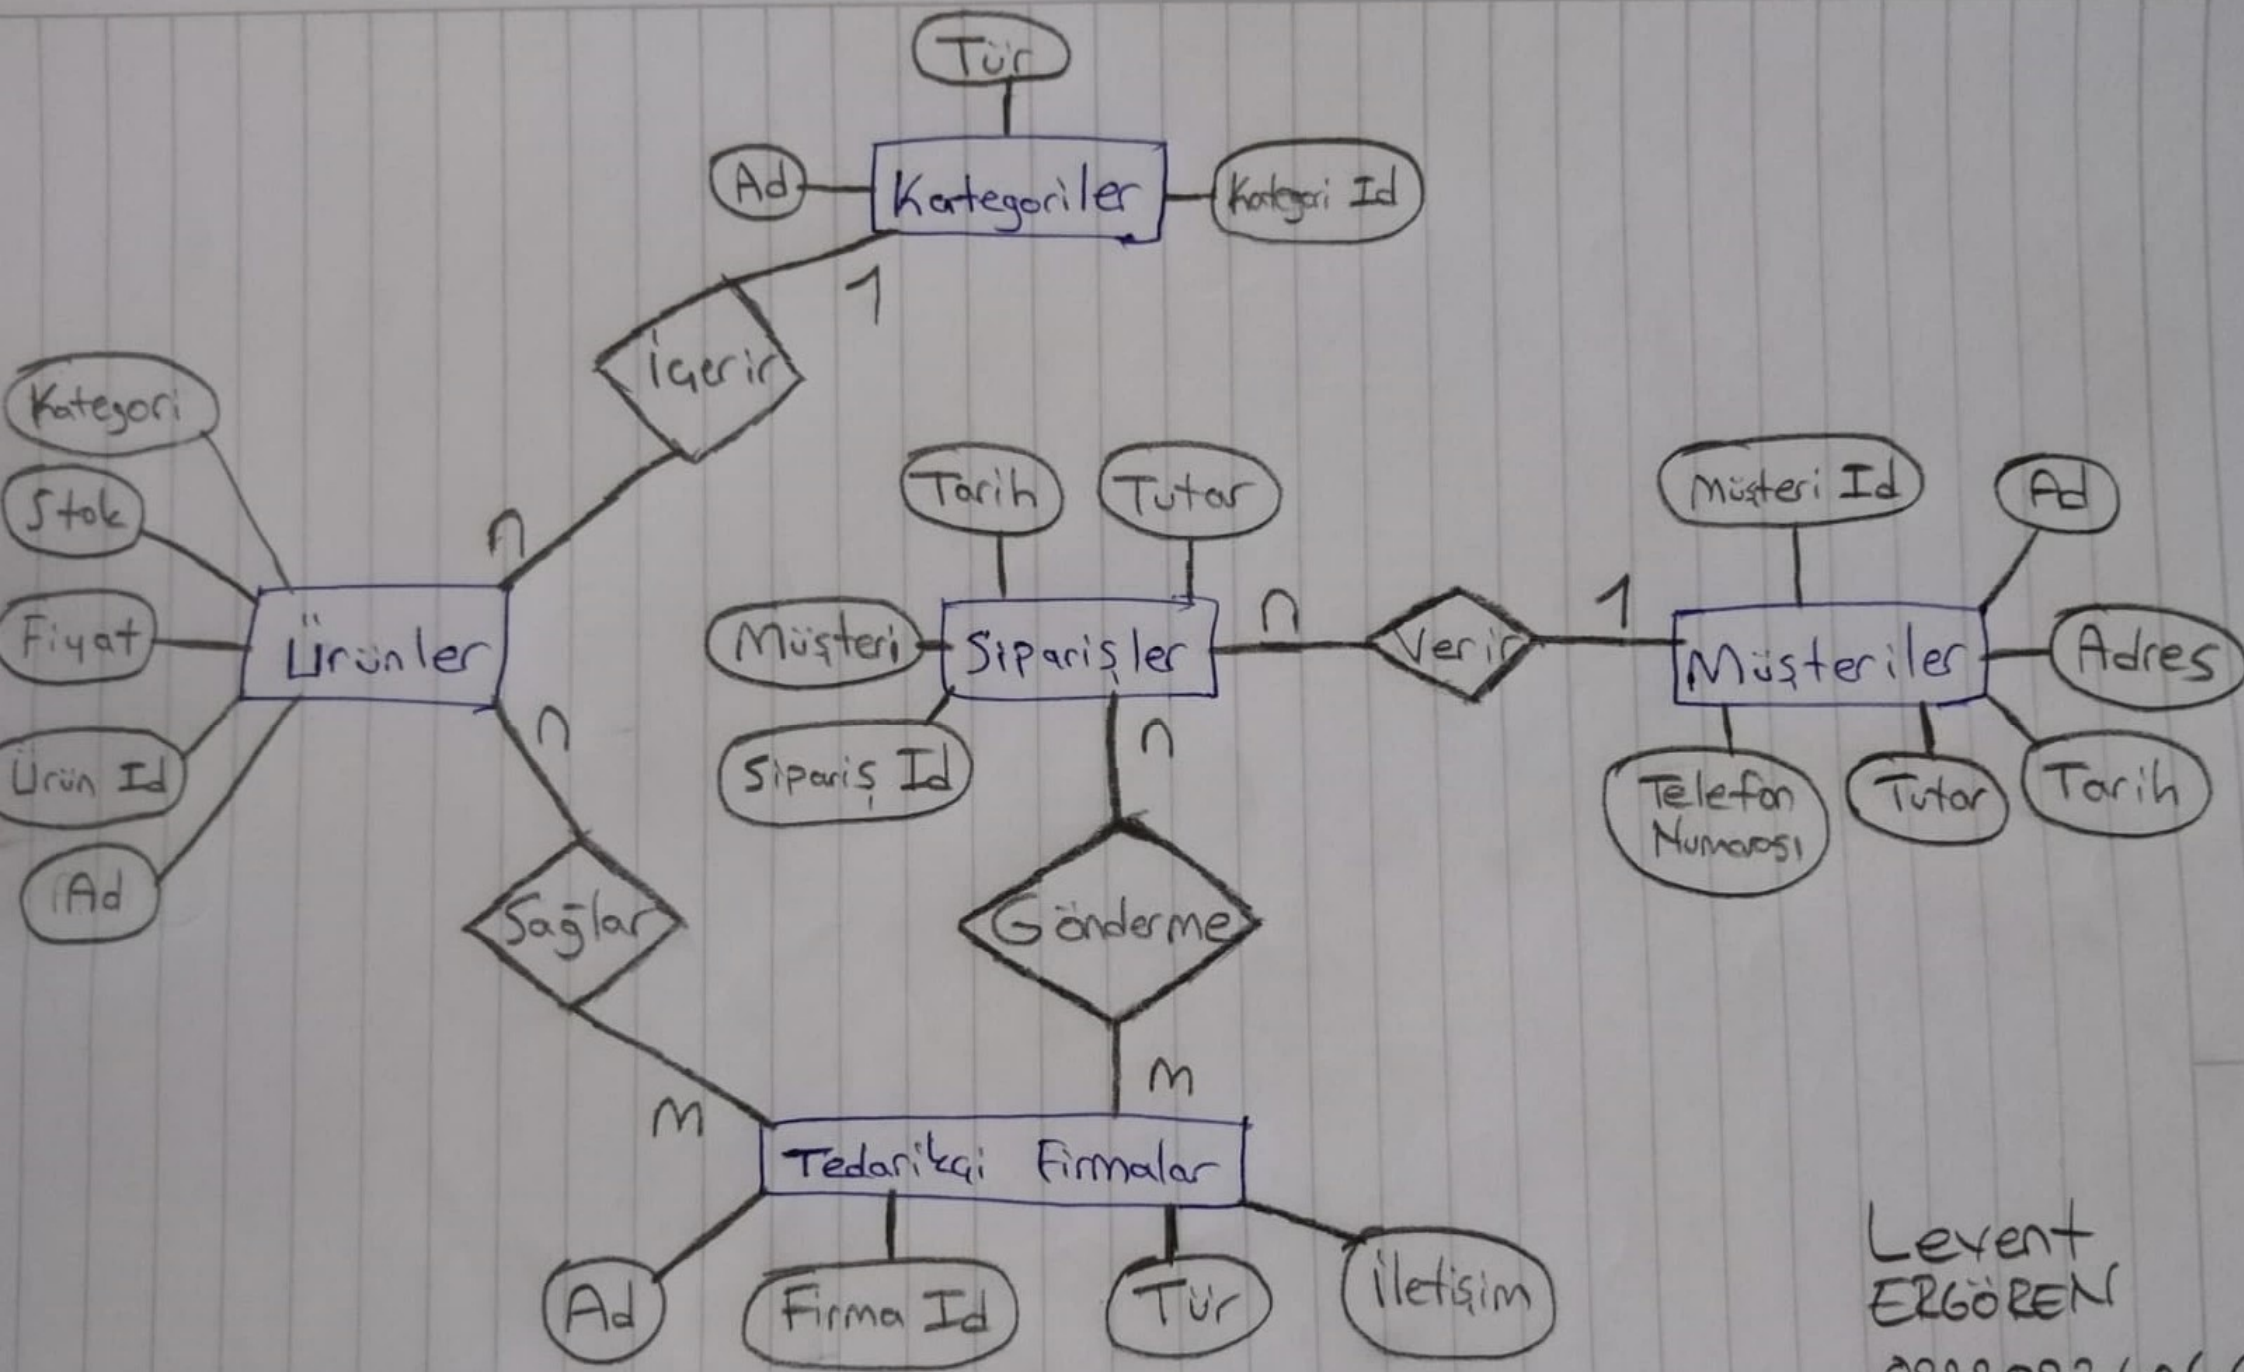 Tür
Ad
Kategoriler
Kategori Id
1
İçerir
Kategori
Stok
Fiyat
Ürün Id
Ad
Ürünler
n
n
Tarih
Tutar
Müşteri
Siparişler
Sipariş Id
n
Verir
1
Müşteri Id
Ad
Müşteriler
Adres
Telefon
Numarası
Tutar
Tarih
n
Sağlar
Gönderme
m
m
Tedarikçi Firmalar
Ad
Firma Id
Tür
İletişim
Levent
ERGÖREN